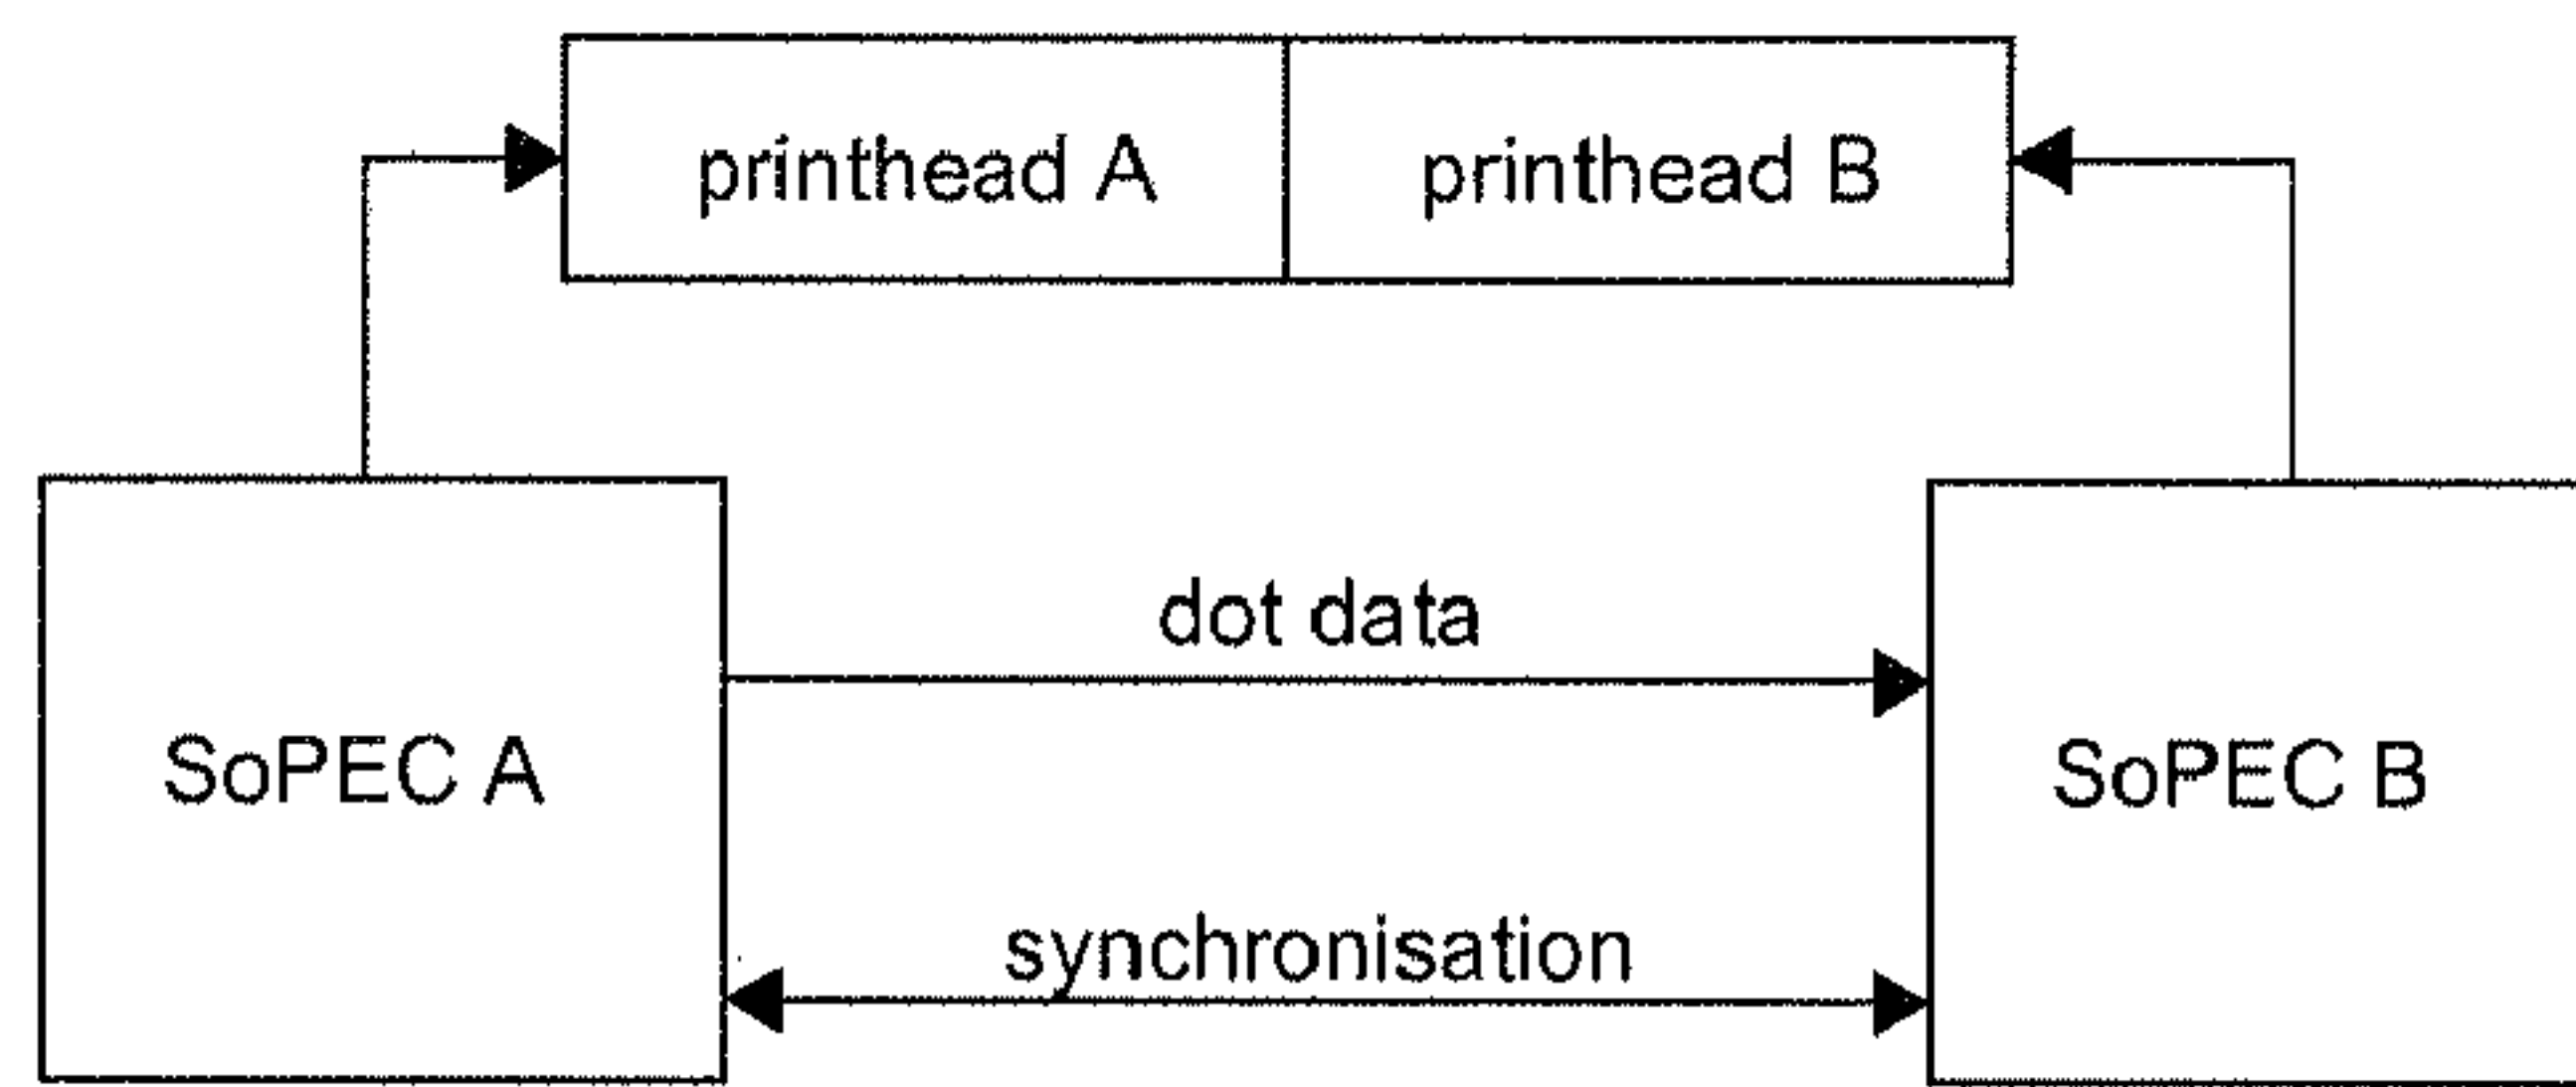 printhead A
printhead B
dot data
SoPEC A
SoPEC B
synchronisation